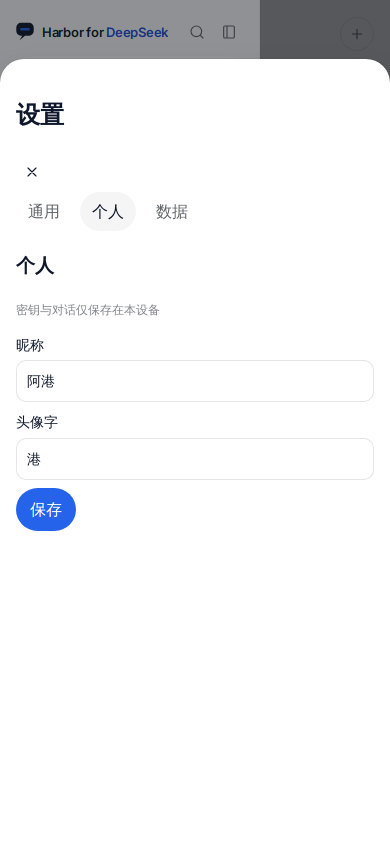 Harbor for DeepSeek
设置
通用 个人 数据
个人
密钥与对话仅保存在本设备
昵称
阿港
头像字
港
保存